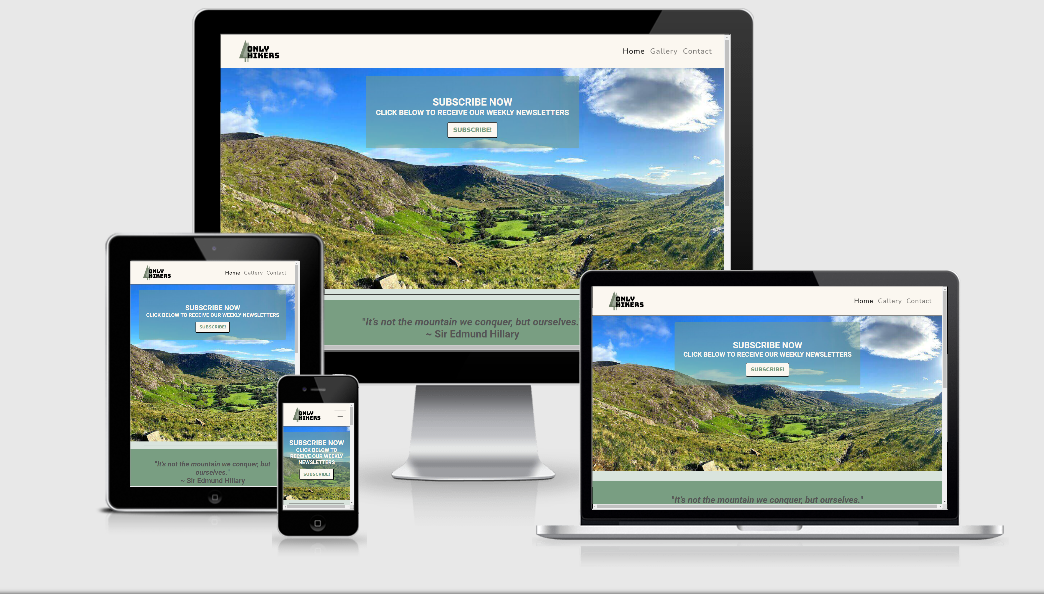 ONLY
HIKERS
Home Gallery Contact
SUBSCRIBE NOW
CLICK BELOW TO RECEIVE OUR WEEKLY NEWSLETTERS
SUBSCRIBE!
"It's not the mountain we conquer, but ourselves.
~ Sir Edmund Hillary
ONLY
HIKERS
Home Gallery Contact
SUBSCRIBE NOW
CLICK BELOW TO RECEIVE OUR WEEKLY NEWSLETTERS
SUBSCRIBE!
"It's not the mountain we conquer, but
ourselves."
~ Sir Edmund Hillary
ONLY
HIKERS
SUBSCRIBE NOW
CLICK BELOW TO
RECEIVE OUR WEEKLY
NEWSLETTERS
SUBSCRIBE!
ONLY
HIKERS
Home Gallery Contact
SUBSCRIBE NOW
CLICK BELOW TO RECEIVE OUR WEEKLY NEWSLETTERS
SUBSCRIBE!
"It's not the mountain we conquer, but ourselves."